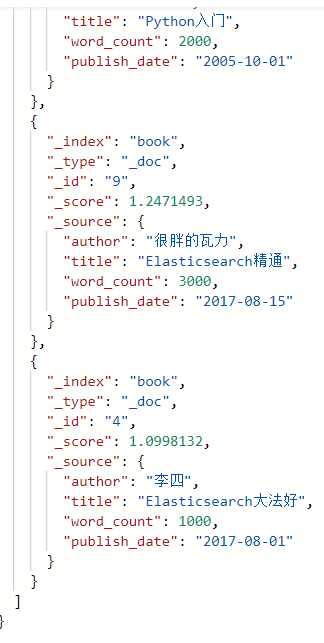 "title": "Python入门",
"word_count": 2000,
"publish_date": "2005-10-01"
}
},
{
"_index": "book",
"_type": "_doc",
"_id": "9",
"_score": 1.2471493,
"_source": {
"author": "很胖的瓦力",
"title": "Elasticsearch精通",
"word_count": 3000,
"publish_date": "2017-08-15"
}
},
{
"_index": "book",
"_type": "_doc",
"_id": "4",
"_score": 1.0998132,
"_source": {
"author": "李四",
"title": "Elasticsearch大法好",
"word_count": 1000,
"publish_date": "2017-08-01"
}
}
]
}